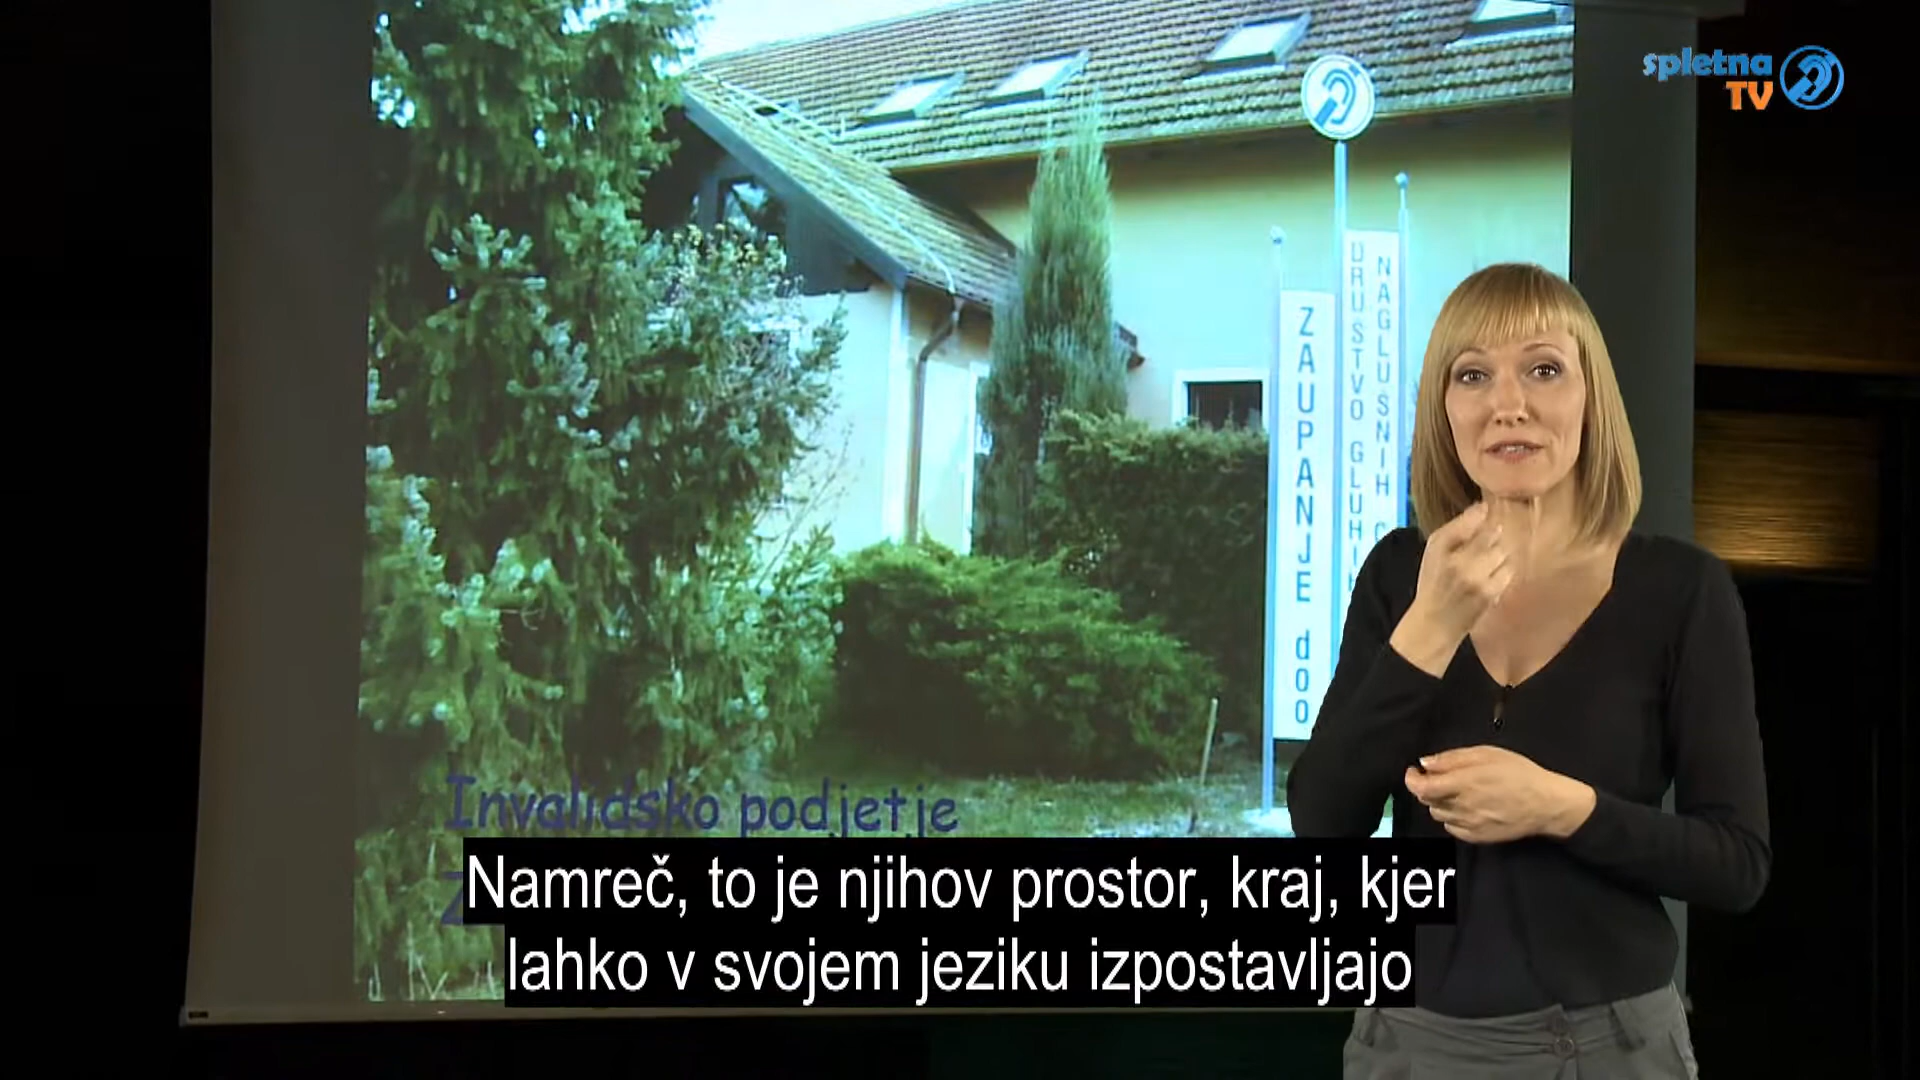 spletna
TV
ZAUPANJE doo
DRUŠTVO GLUHIH
NAGLUŠNIH
Invalidsko podjetje
Namreč, to je njihov prostor, kraj, kjer
lahko v svojem jeziku izpostavljajo